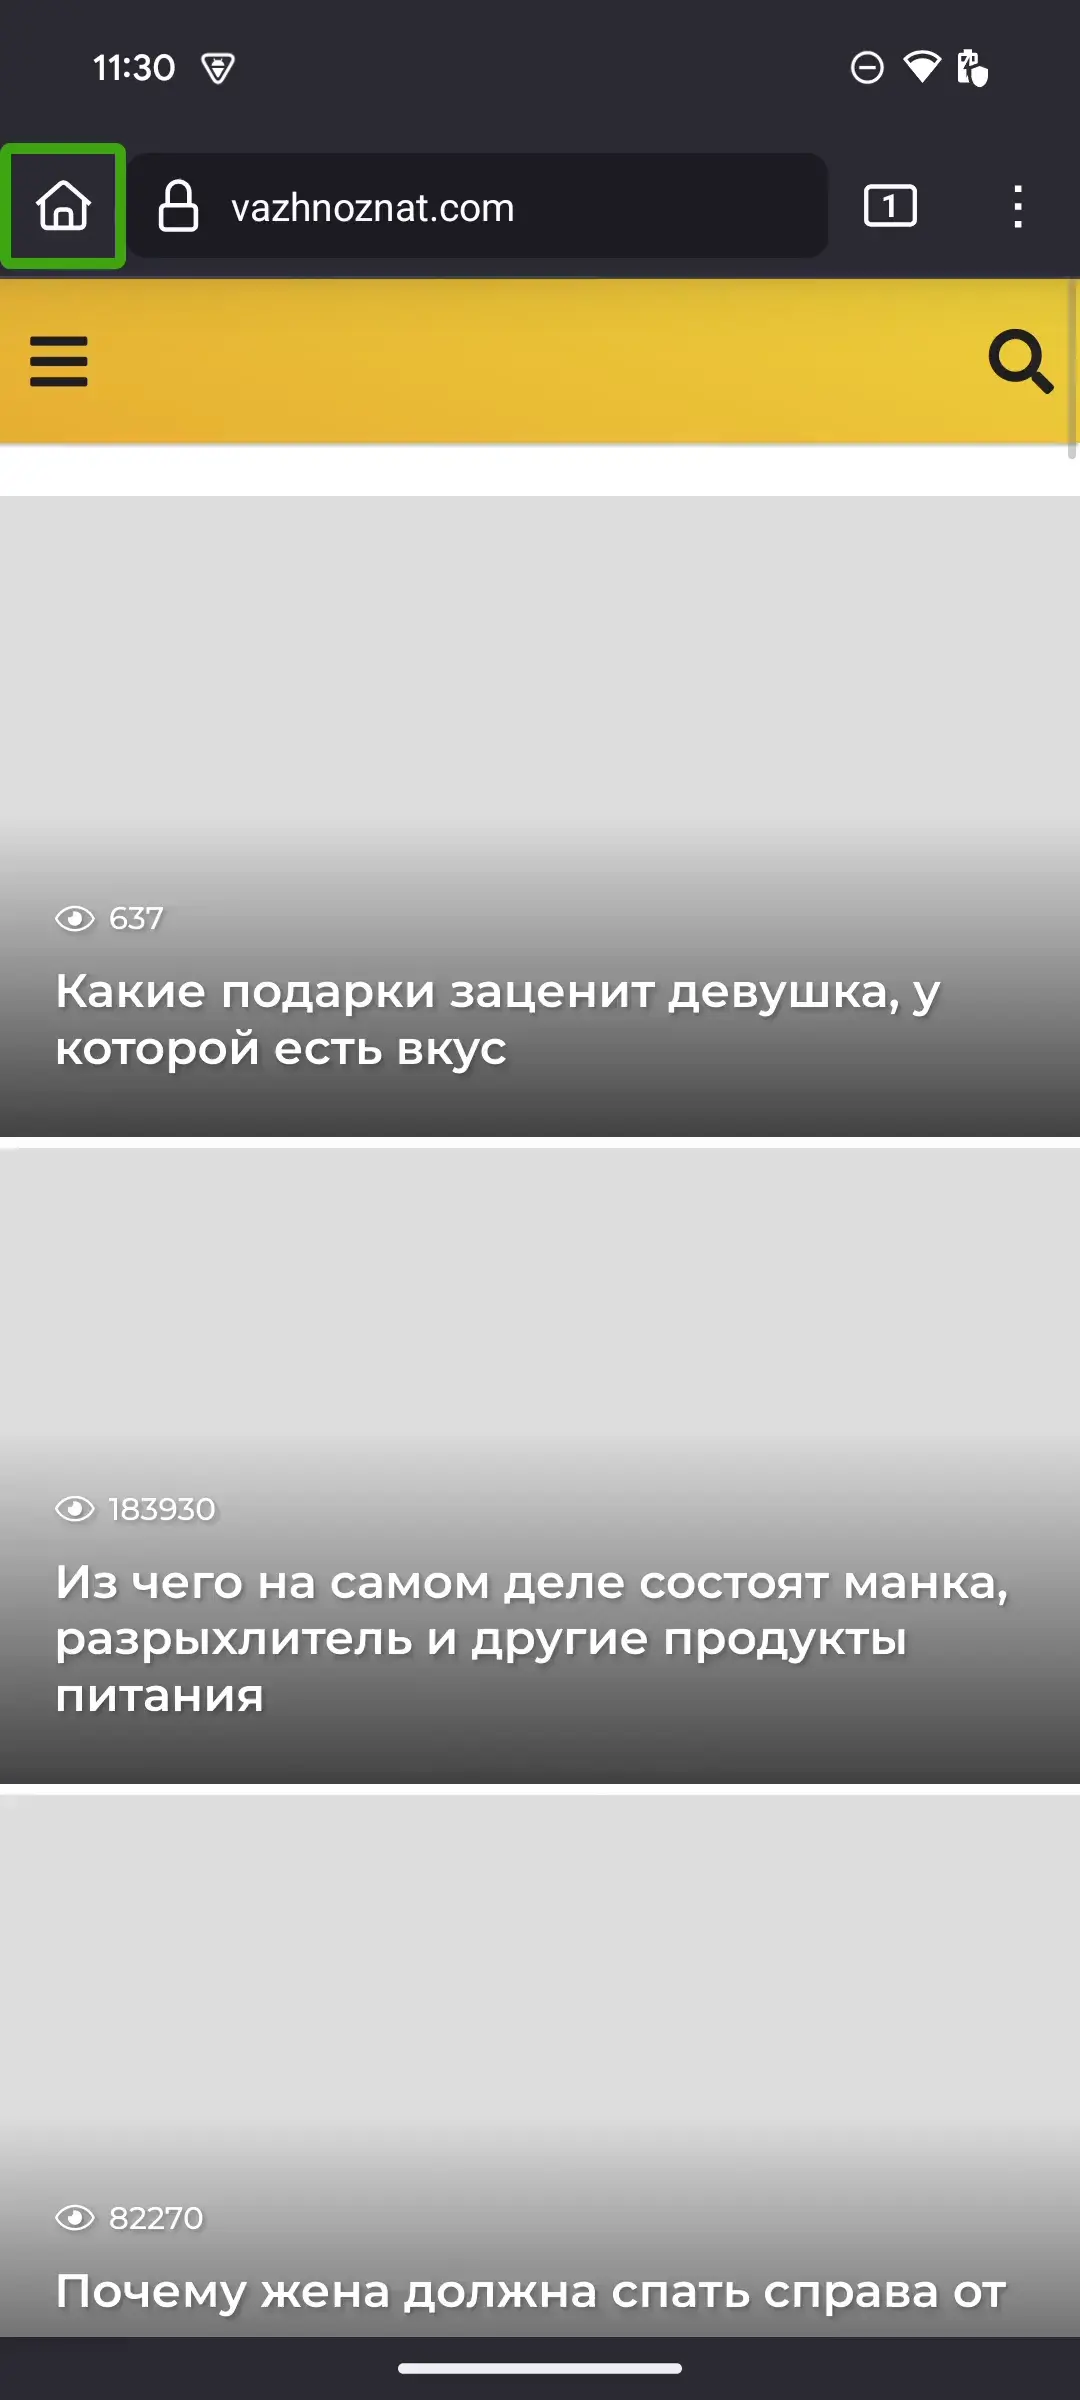 11:30
vazhnoznat.com
1
637
Какие подарки заценит девушка, у
которой есть вкус
183930
Из чего на самом деле состоят манка,
разрыхлитель и другие продукты
питания
82270
Почему жена должна спать справа от